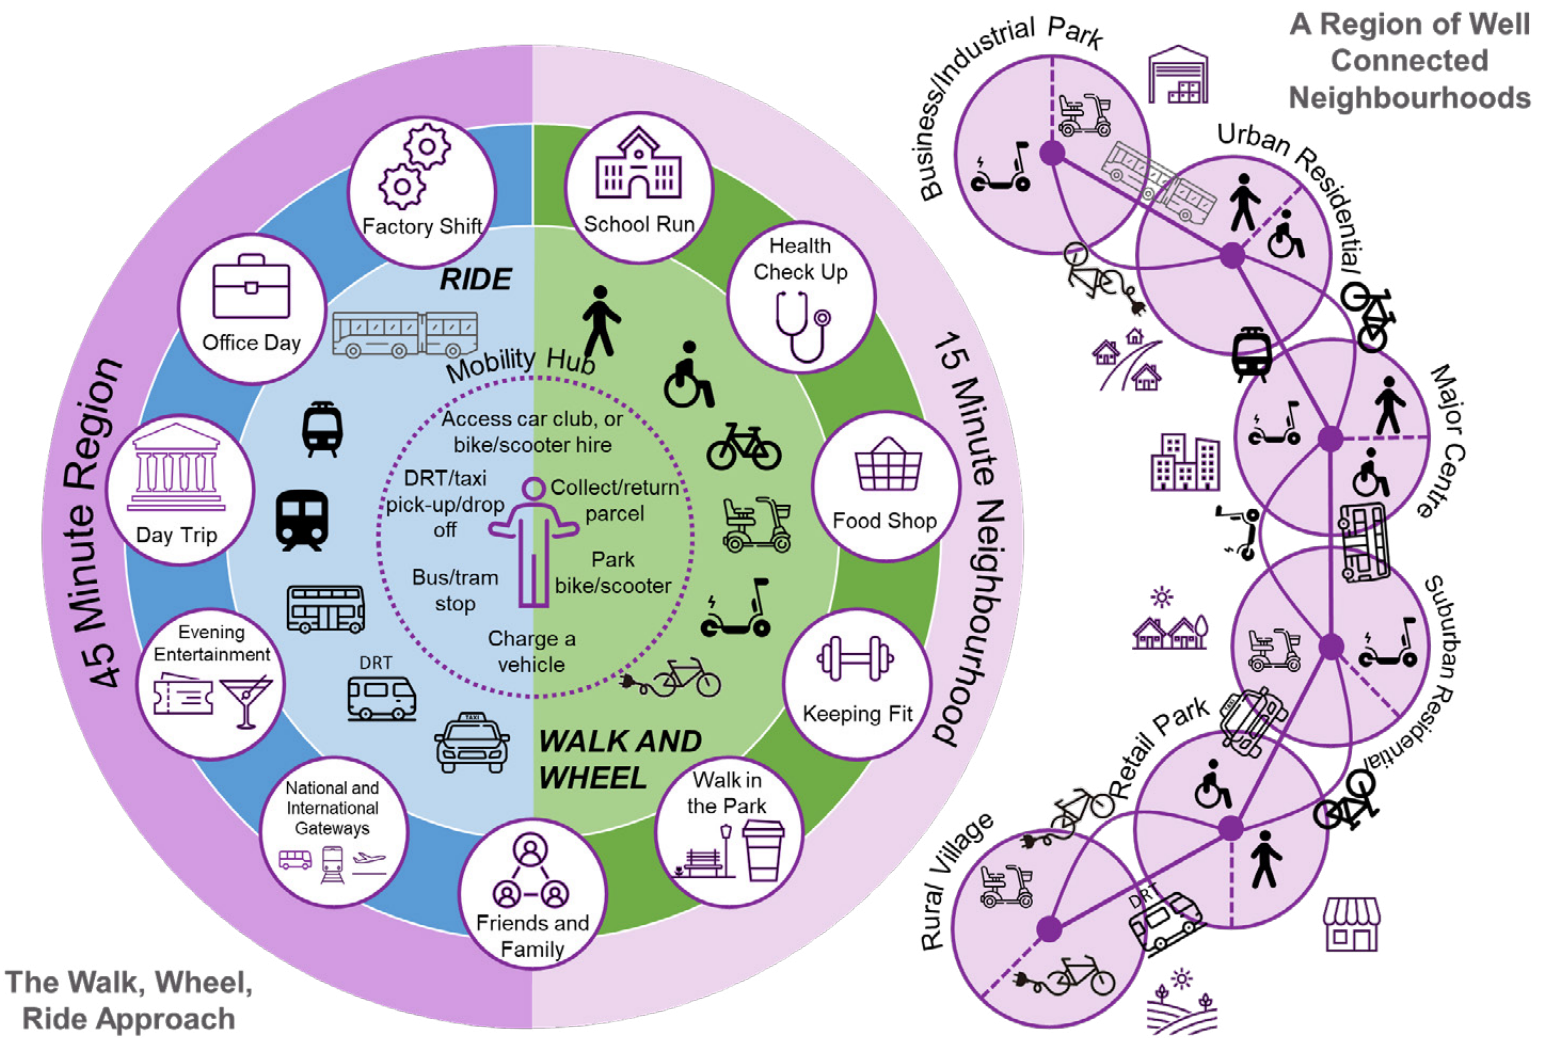 A Region of Well
Connected
Neighbourhoods
45 Minute Region
15 Minute Neighbourhood
Factory Shift
School Run
Office Day
Health
Check Up
RIDE
Day Trip
Food Shop
Evening
Entertainment
Keeping Fit
National and
International
Gateways
Walk in
the Park
Friends and
Family
Mobility Hub
Access car club, or
bike/scooter hire
DRT/taxi
pick-up/drop
off
Collect/return
parcel
Bus/tram
stop
Park
bike/scooter
Charge a
vehicle
DRT
TAXI
WALK AND
WHEEL
The Walk, Wheel,
Ride Approach
Business/Industrial Park
Urban Residential
Major Centre
Suburban Residential
Retail Park
Rural Village
DRT